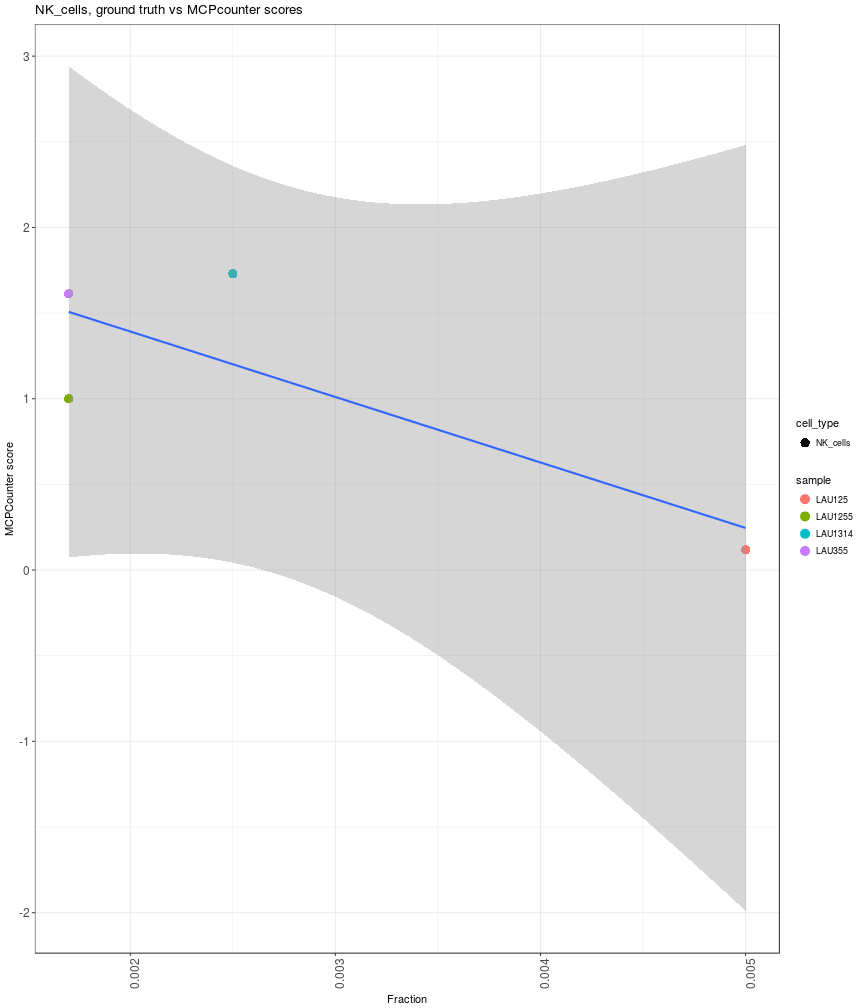 NK_cells, ground truth vs MCPcounter scores
3
2
1
0
-1
-2
MCPCounter score
0.002
0.003
0.004
0.005
Fraction
cell_type
NK_cells
sample
LAU125
LAU1255
LAU1314
LAU355